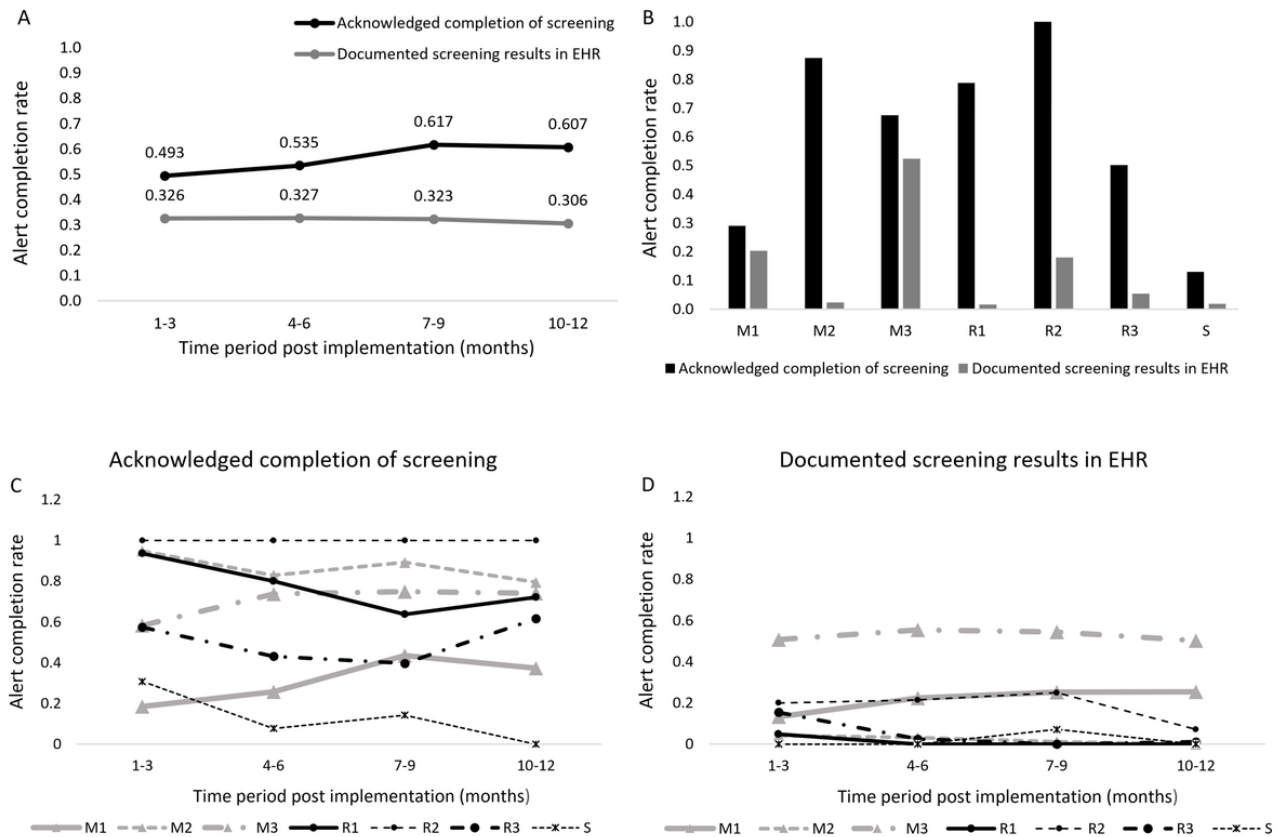 A
Acknowledged completion of screening
Documented screening results in EHR
Alert completion rate
1.0
0.9
0.8
0.7
0.6
0.5
0.4
0.3
0.2
0.1
0.0
0.493
0.535
0.617
0.607
0.326
0.327
0.323
0.306
1-3
4-6
7-9
10-12
Time period post implementation (months)
B
Alert completion rate
1.0
0.9
0.8
0.7
0.6
0.5
0.4
0.3
0.2
0.1
0.0
M1
M2
M3
R1
R2
R3
S
Acknowledged completion of screening
Documented screening results in EHR
Acknowledged completion of screening
C
Alert completion rate
1.2
1
0.8
0.6
0.4
0.2
0
1-3
4-6
7-9
10-12
Time period post implementation (months)
M1
M2
M3
R1
R2
R3
S
Documented screening results in EHR
D
Alert completion rate
1.2
1
0.8
0.6
0.4
0.2
0
1-3
4-6
7-9
10-12
Time period post implementation (months)
M1
M2
M3
R1
R2
R3
S